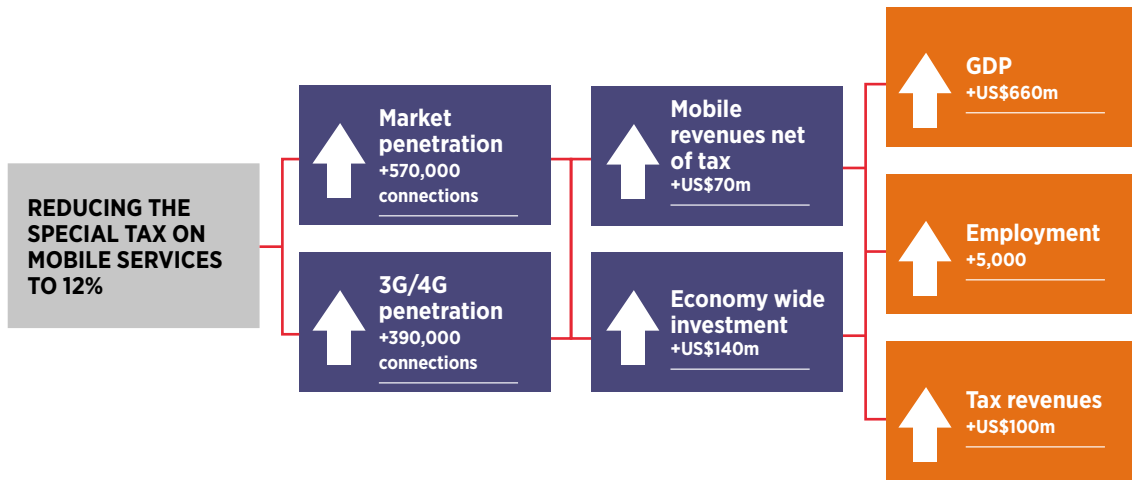 REDUCING THE
SPECIAL TAX ON
MOBILE SERVICES
TO 12%
Market
penetration
+570,000
connections
3G/4G
penetration
+390,000
connections
Mobile
revenues net
of tax
+US$70m
Economy wide
investment
+US$140m
GDP
+US$660m
Employment
+5,000
Tax revenues
+US$100m